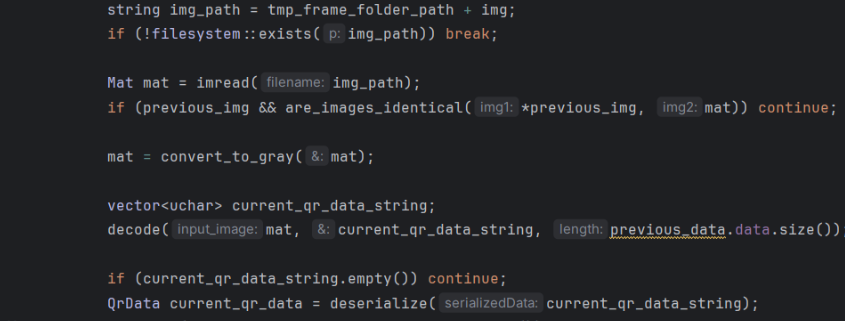 string img_path = tmp_frame_folder_path + img;
if (!filesystem::exists( p: img_path)) break;
Mat mat = imread( filename: img_path);
if (previous_img && are_images_identical( img1: *previous_img, img2: mat)) continue;
mat = convert_to_gray( &: mat);
vector<uchar> current_qr_data_string;
decode( input_image: mat, &: current_qr_data_string, length: previous_data.data.size());
if (current_qr_data_string.empty()) continue;
QrData current_qr_data = deserialize( serializedData: current_qr_data_string);